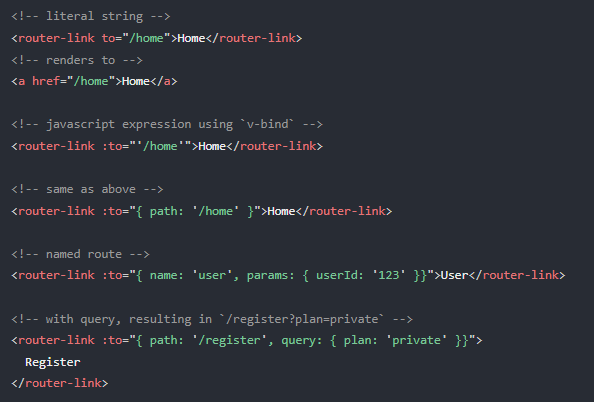 <!-- literal string -->
<router-link to="/home">Home</router-link>
<!-- renders to -->
<a href="/home">Home</a>
<!-- javascript expression using `v-bind` -->
<router-link :to="'/home'">Home</router-link>
<!-- same as above -->
<router-link :to="{ path: '/home' }">Home</router-link>
<!-- named route -->
<router-link :to="{ name: 'user', params: { userId: '123' }}">User</router-link>
<!-- with query, resulting in `/register?plan=private` -->
<router-link :to="{ path: '/register', query: { plan: 'private' }}">
  Register
</router-link>